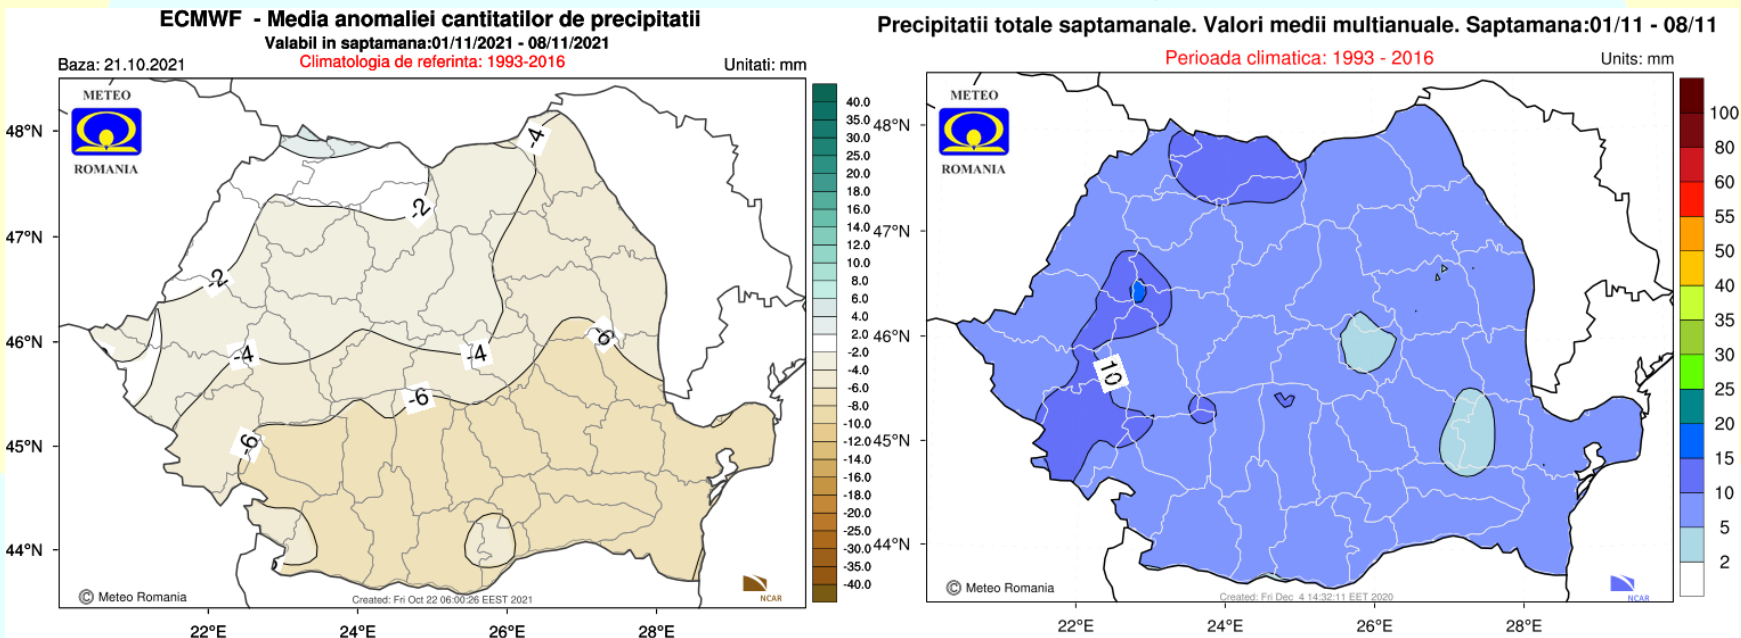 ECMWF - Media anomaliei cantitatilor de precipitatii
Valabil in saptamana:01/11/2021 - 08/11/2021
Baza: 21.10.2021
Climatologia de referinta: 1993-2016
Unitati: mm
METEO
ROMANIA
48°N
47°N
46°N
45°N
44°N
-4
-2
-2
-4
-4
-6
-6
-6
40.0
35.0
30.0
25.0
20.0
18.0
16.0
14.0
12.0
10.0
8.0
6.0
4.0
2.0
-2.0
-4.0
-6.0
-8.0
-10.0
-12.0
-14.0
-16.0
-18.0
-20.0
-25.0
-30.0
-35.0
-40.0
© Meteo Romania
Created: Fri Oct 22 06:00:26 EEST 2021
NCAR
22°E
24°E
26°E
28°E
Precipitatii totale saptamanale. Valori medii multianuale. Saptamana:01/11 - 08/11
Perioada climatica: 1993 - 2016
Units: mm
METEO
ROMANIA
48°N
47°N
46°N
45°N
44°N
10
100
80
60
55
50
40
35
30
25
20
15
10
5
2
© Meteo Romania
Created: Fri Dec 4 14:32:11 EET 2020
NCAR
22°E
24°E
26°E
28°E